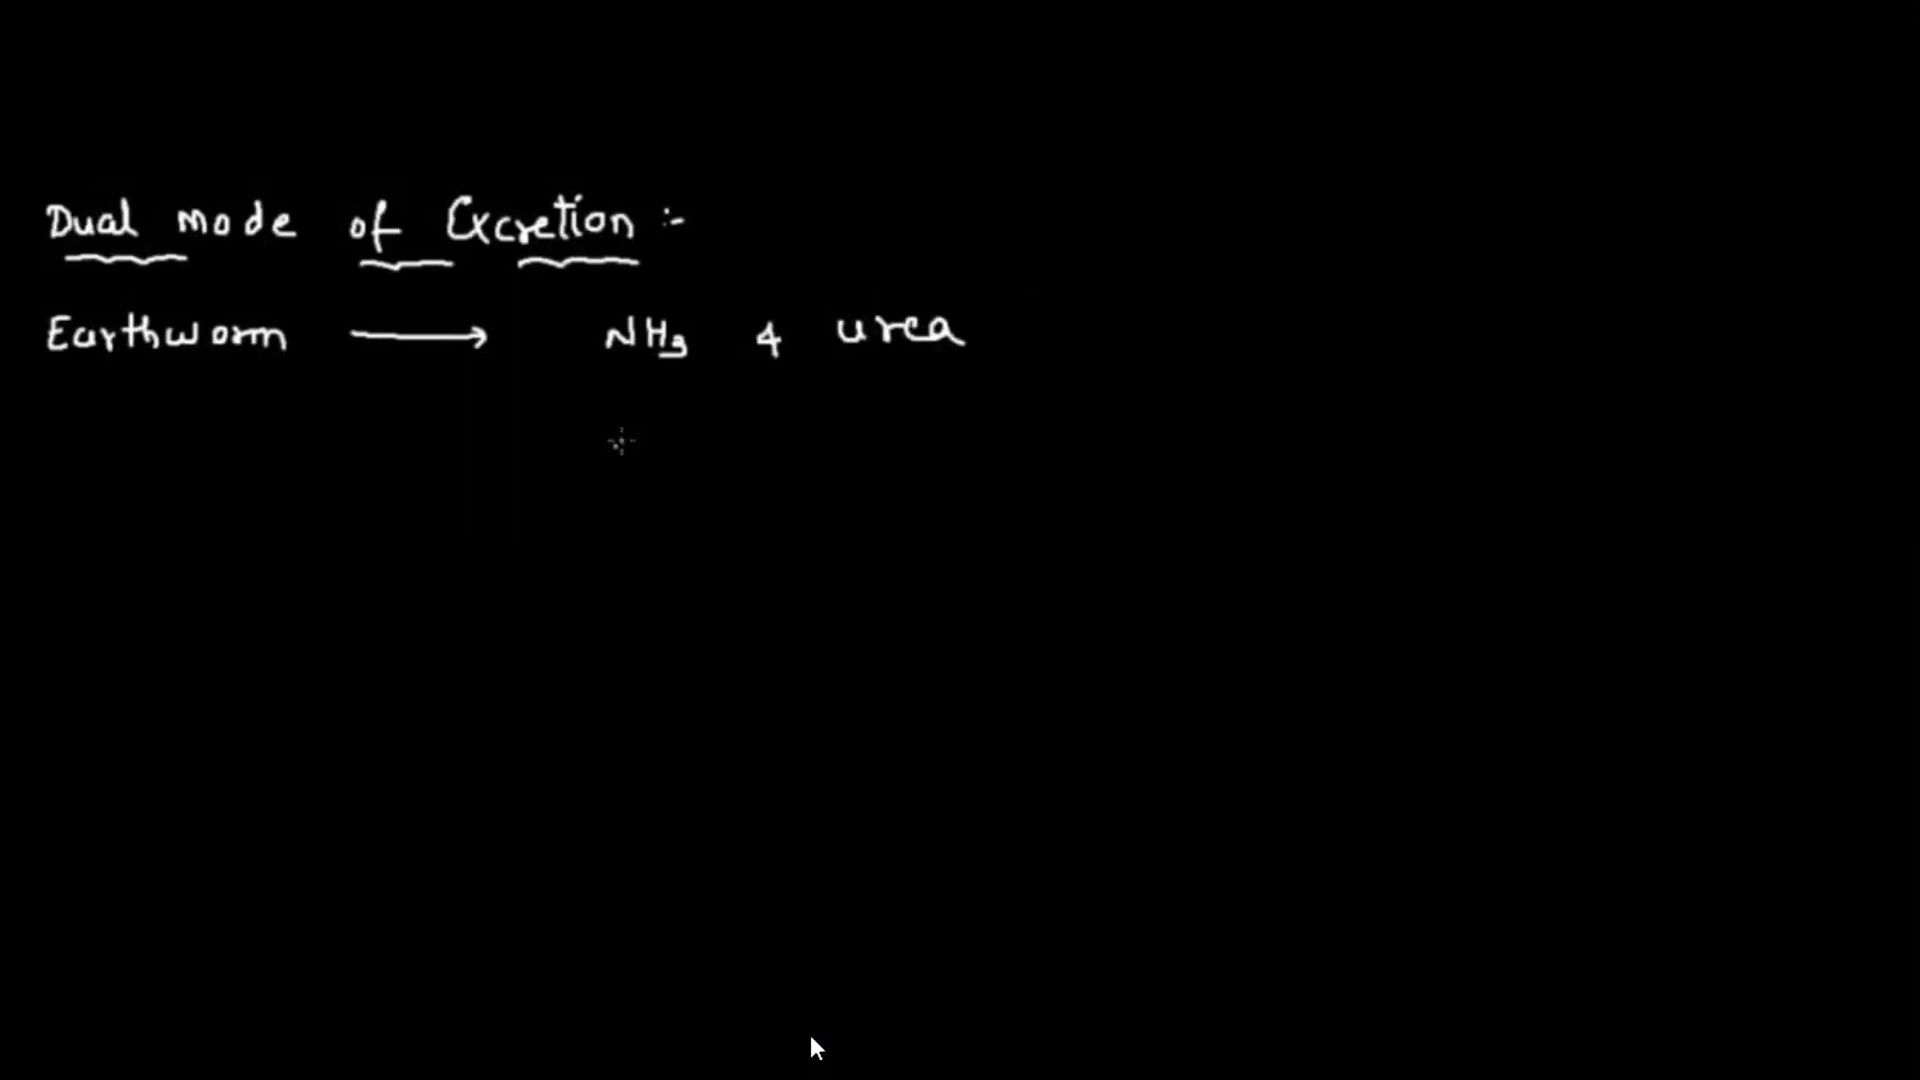 Dual mode of Excretion :-
Earthworm → NH3 & urea